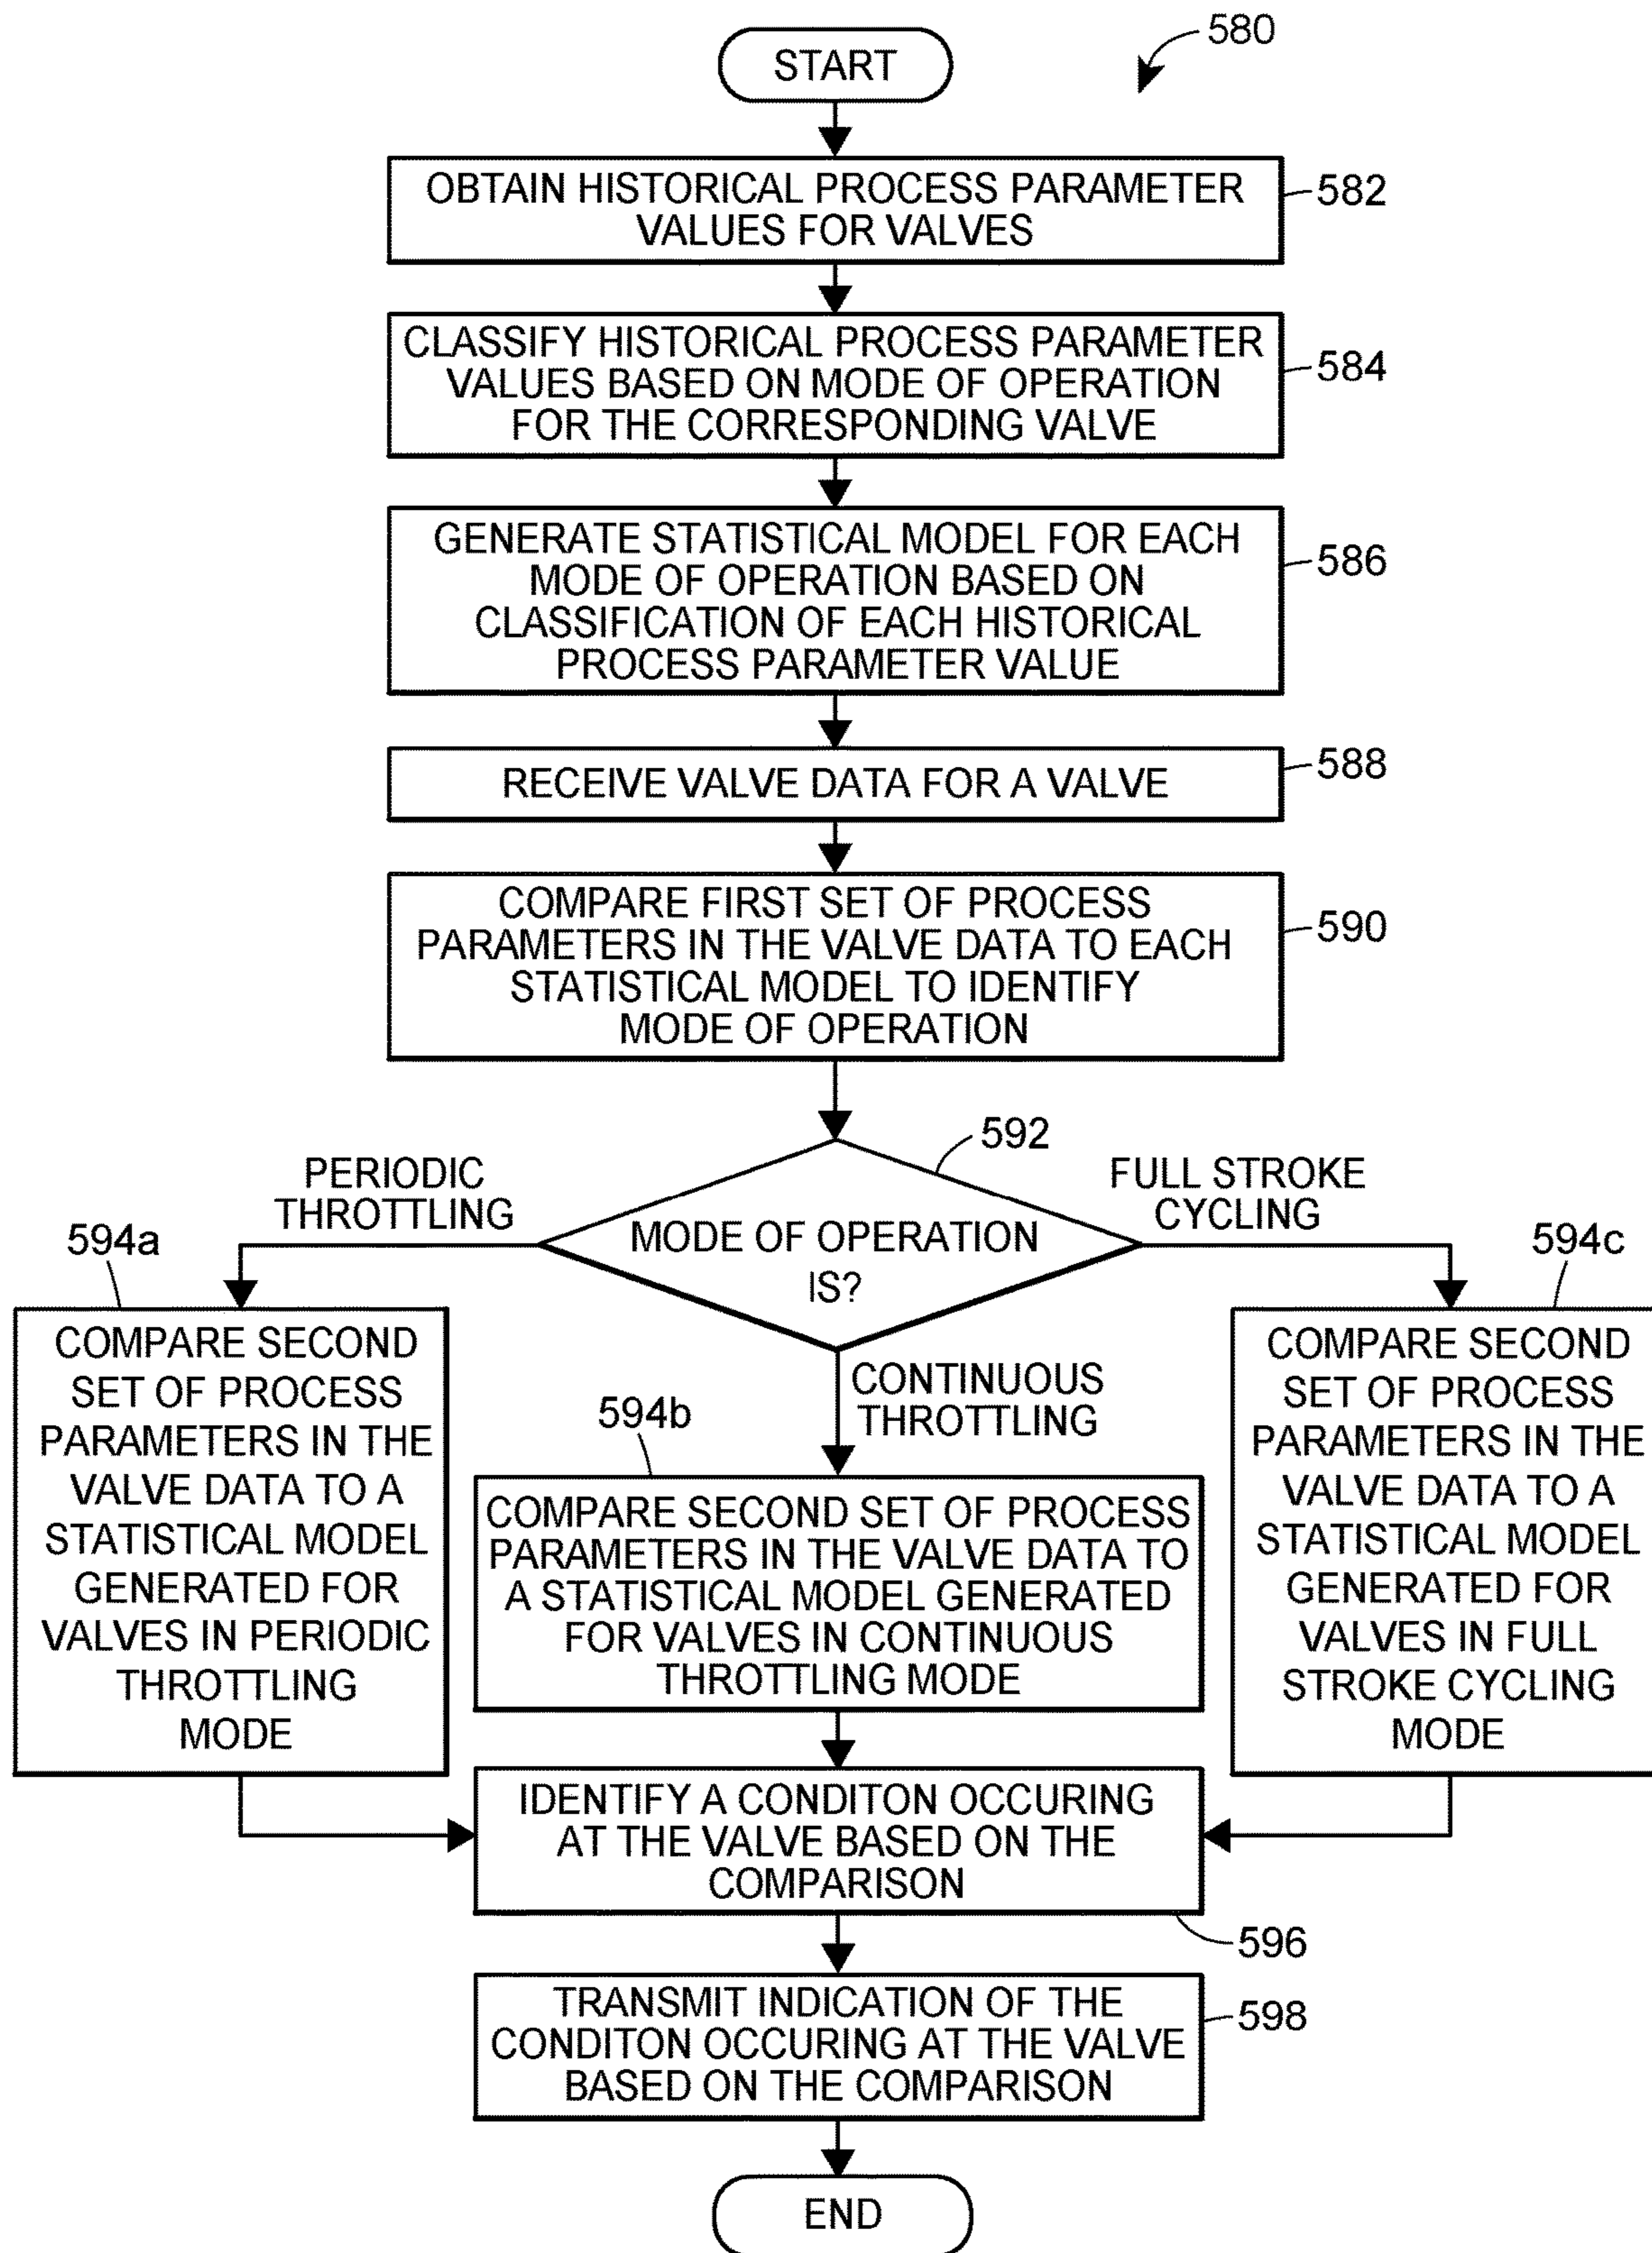 START
580
OBTAIN HISTORICAL PROCESS PARAMETER
VALUES FOR VALVES
582
CLASSIFY HISTORICAL PROCESS PARAMETER
VALUES BASED ON MODE OF OPERATION
FOR THE CORRESPONDING VALVE
584
GENERATE STATISTICAL MODEL FOR EACH
MODE OF OPERATION BASED ON
CLASSIFICATION OF EACH HISTORICAL
PROCESS PARAMETER VALUE
586
RECEIVE VALVE DATA FOR A VALVE
588
COMPARE FIRST SET OF PROCESS
PARAMETERS IN THE VALVE DATA TO EACH
STATISTICAL MODEL TO IDENTIFY
MODE OF OPERATION
590
592
MODE OF OPERATION
IS?
PERIODIC
THROTTLING
FULL STROKE
CYCLING
CONTINUOUS
THROTTLING
594a
COMPARE SECOND
SET OF PROCESS
PARAMETERS IN THE
VALVE DATA TO A
STATISTICAL MODEL
GENERATED FOR
VALVES IN PERIODIC
THROTTLING
MODE
594b
COMPARE SECOND SET OF PROCESS
PARAMETERS IN THE VALVE DATA TO
A STATISTICAL MODEL GENERATED
FOR VALVES IN CONTINUOUS
THROTTLING MODE
594c
COMPARE SECOND
SET OF PROCESS
PARAMETERS IN THE
VALVE DATA TO A
STATISTICAL MODEL
GENERATED FOR
VALVES IN FULL
STROKE CYCLING
MODE
IDENTIFY A CONDITON OCCURING
AT THE VALVE BASED ON THE
COMPARISON
596
TRANSMIT INDICATION OF THE
CONDITON OCCURING AT THE VALVE
BASED ON THE COMPARISON
598
END